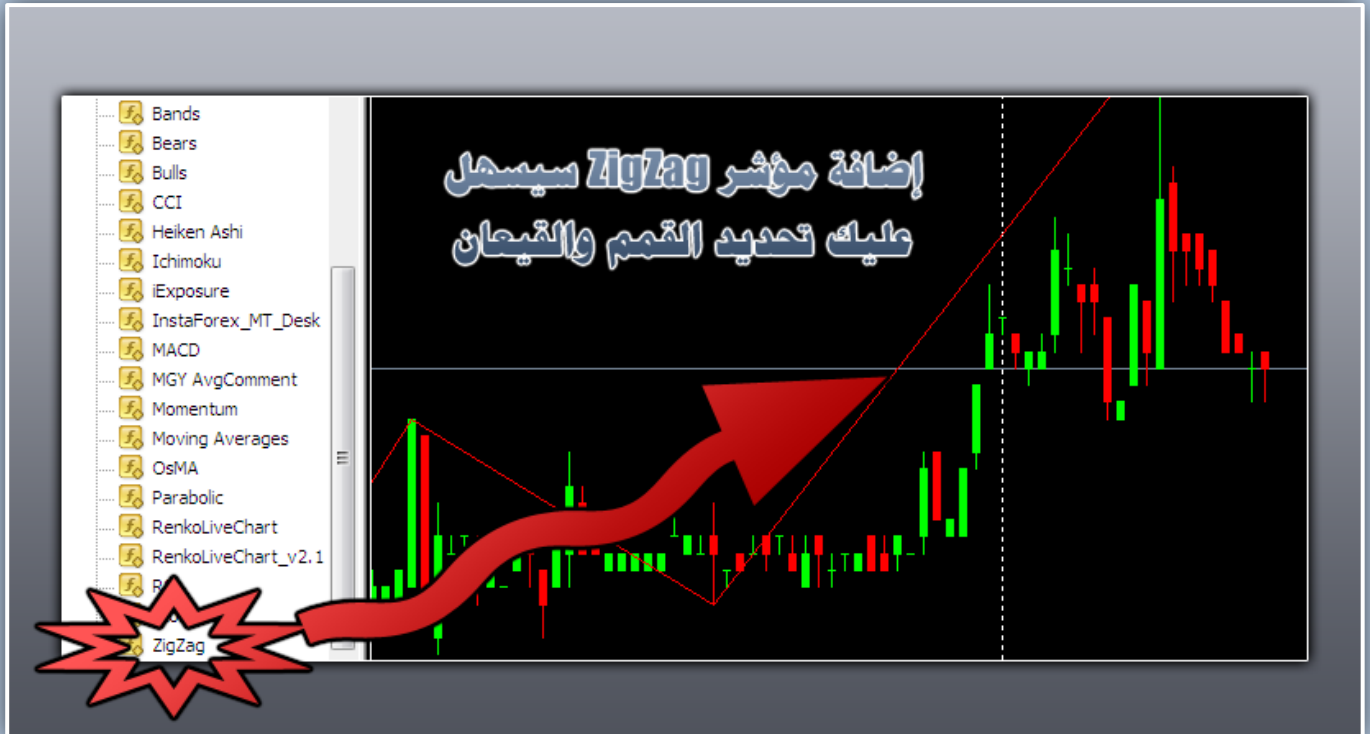 Bands
Bears
Bulls
CCI
Heiken Ashi
Ichimoku
iExposure
InstaForex_MT_Desk
MACD
MGY AvgComment
Momentum
Moving Averages
OsMA
Parabolic
RenkoLiveChart
RenkoLiveChart_v2.1
ZigZag
إضافة مؤشر ZigZag سيسهل
عليك تحديد القمم والقيعان